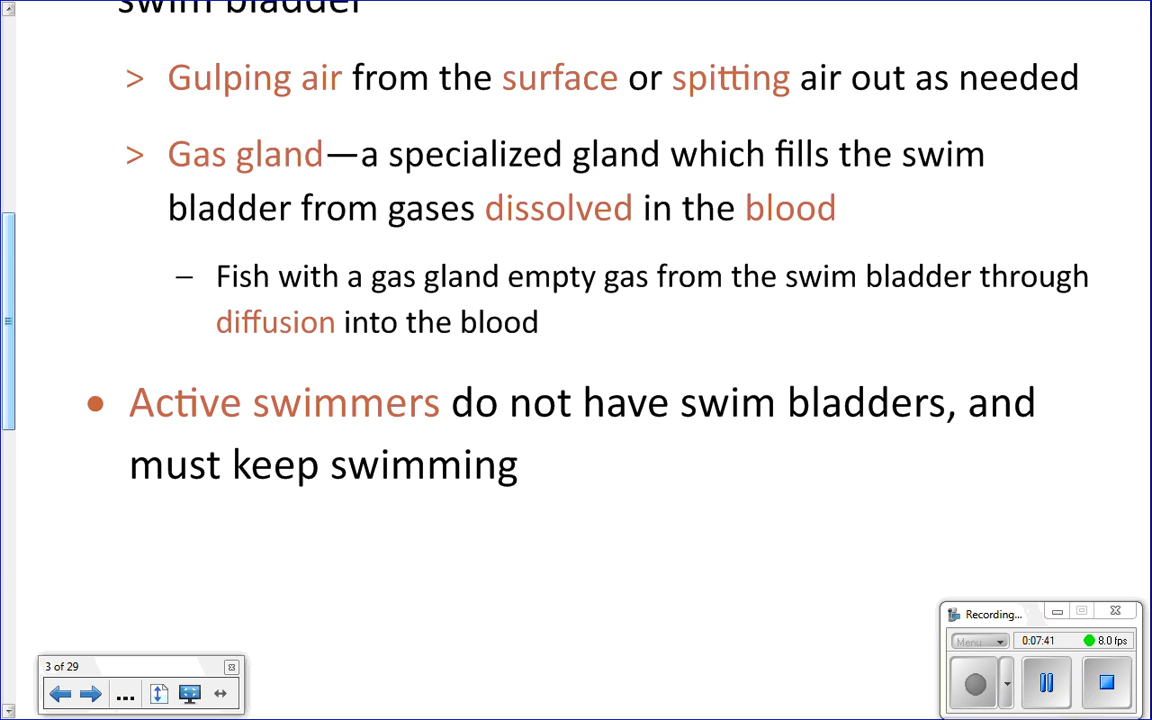 swim bladder
> Gulping air from the surface or spitting air out as needed
> Gas gland—a specialized gland which fills the swim
bladder from gases dissolved in the blood
– Fish with a gas gland empty gas from the swim bladder through
diffusion into the blood
• Active swimmers do not have swim bladders, and
must keep swimming
Recording...
Menu
0:07:41
8.0 fps
3 of 29
...